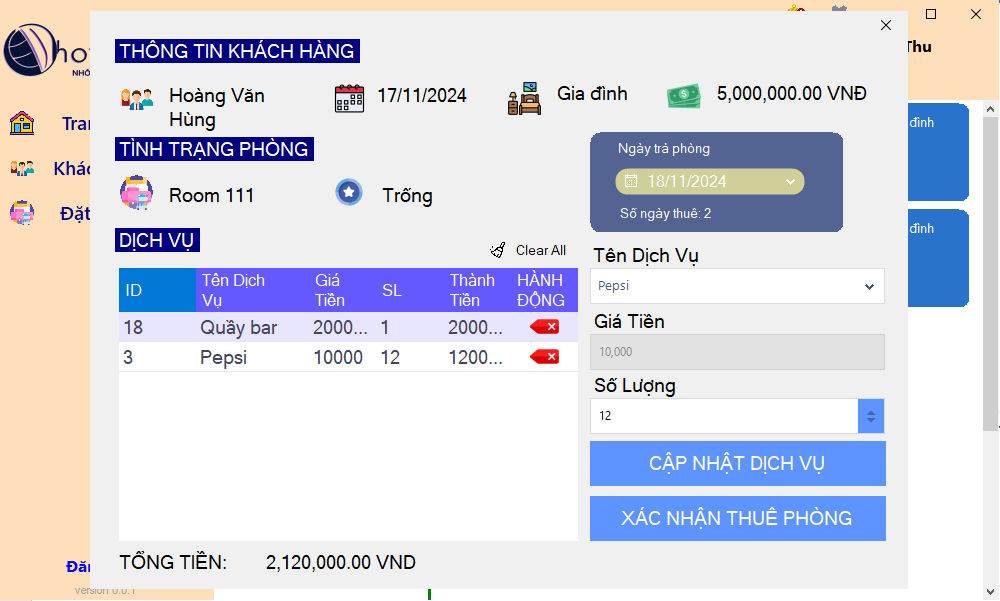 Thu
ho
NHÓ
THÔNG TIN KHÁCH HÀNG
Hoàng Văn
Hùng
17/11/2024
Gia đình
5,000,000.00 VNĐ
TÌNH TRẠNG PHÒNG
Room 111
Trống
Ngày trả phòng
18/11/2024
Số ngày thuê: 2
DỊCH VỤ
Clear All
ID Tên Dịch Vụ Giá Tiền SL Thành Tiền HÀNH ĐỘNG
18 Quầy bar 2000... 1 2000...
3 Pepsi 10000 12 1200...
Tên Dịch Vụ
Pepsi
Giá Tiền
10,000
Số Lượng
12
CẬP NHẬT DỊCH VỤ
XÁC NHẬN THUÊ PHÒNG
TỔNG TIỀN: 2,120,000.00 VND
Trar
Khác
Đặt
đình
đình
Đăr
Version 0.0.1